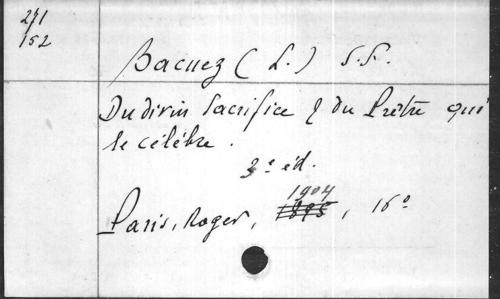 271
152
Bacuez (L.) S.S.
Du divin Sacrifice & du Prêtre qui
le célèbre.
3e éd.
1904
Paris, Roger, 1895, 16°